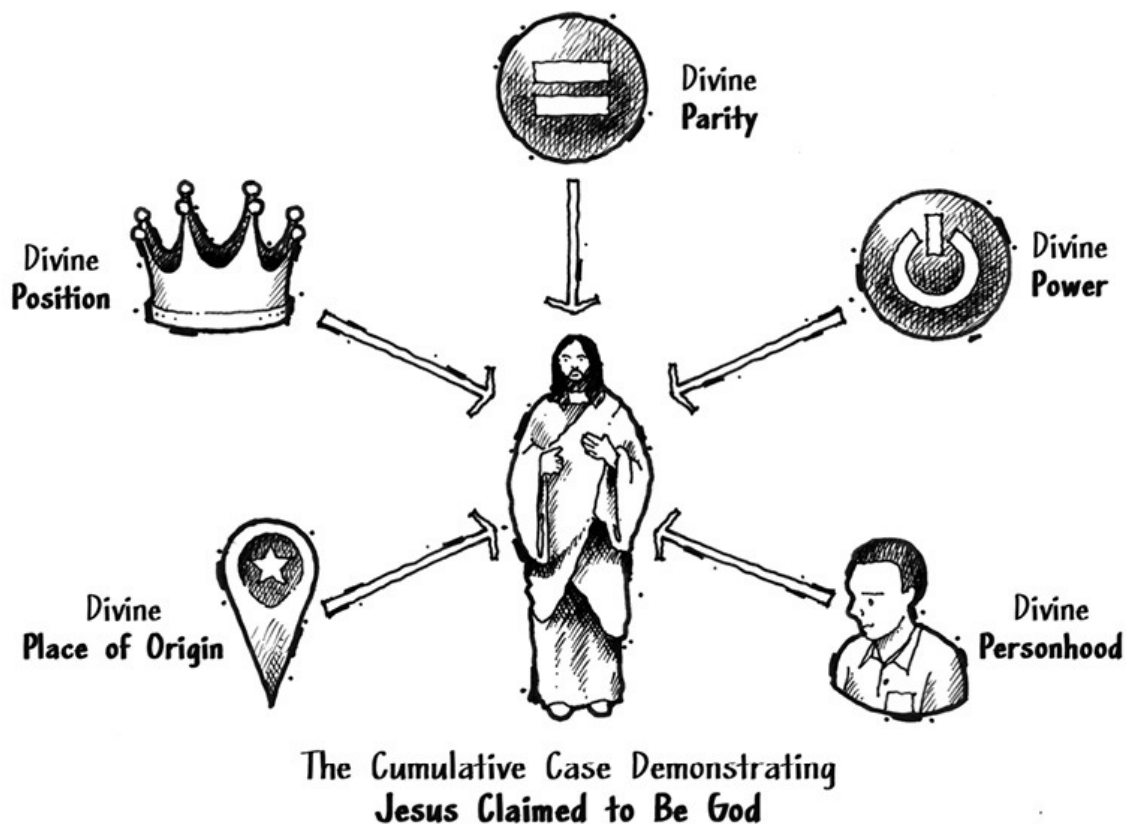 Divine
Parity
Divine
Position
Divine
Power
Divine
Place of Origin
Divine
Personhood
The Cumulative Case Demonstrating
Jesus Claimed to Be God